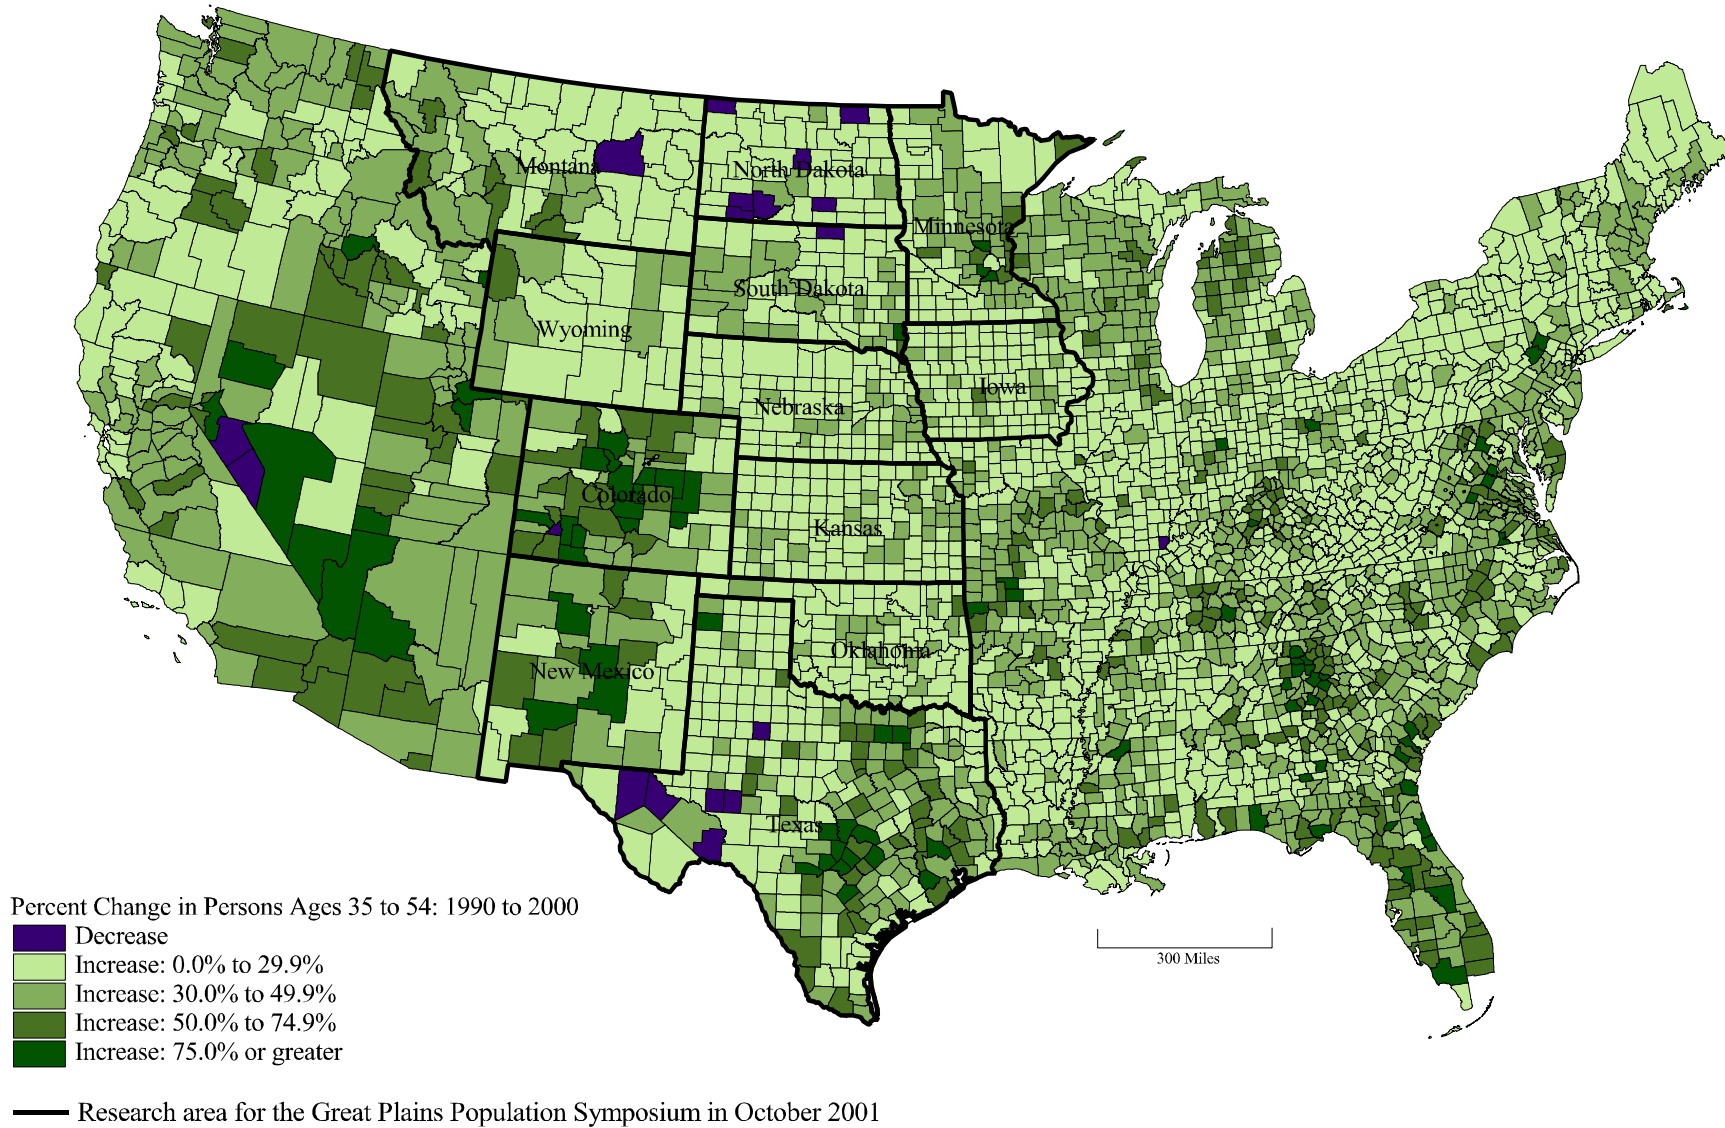 Montana
North Dakota
Minnesota
South Dakota
Wyoming
Iowa
Nebraska
Colorado
Kansas
Oklahoma
New Mexico
Texas
Percent Change in Persons Ages 35 to 54: 1990 to 2000
Decrease
Increase: 0.0% to 29.9%
Increase: 30.0% to 49.9%
Increase: 50.0% to 74.9%
Increase: 75.0% or greater
300 Miles
Research area for the Great Plains Population Symposium in October 2001